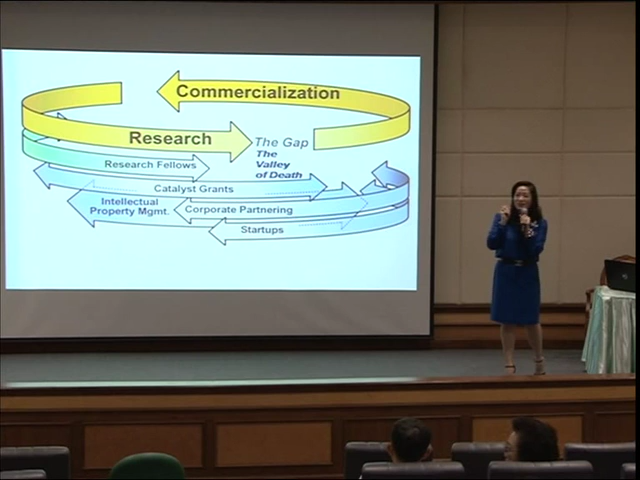 Commercialization
Research
The Gap
The
Valley
of Death
Research Fellows
Catalyst Grants
Intellectual
Property Mgmt.
Corporate Partnering
Startups